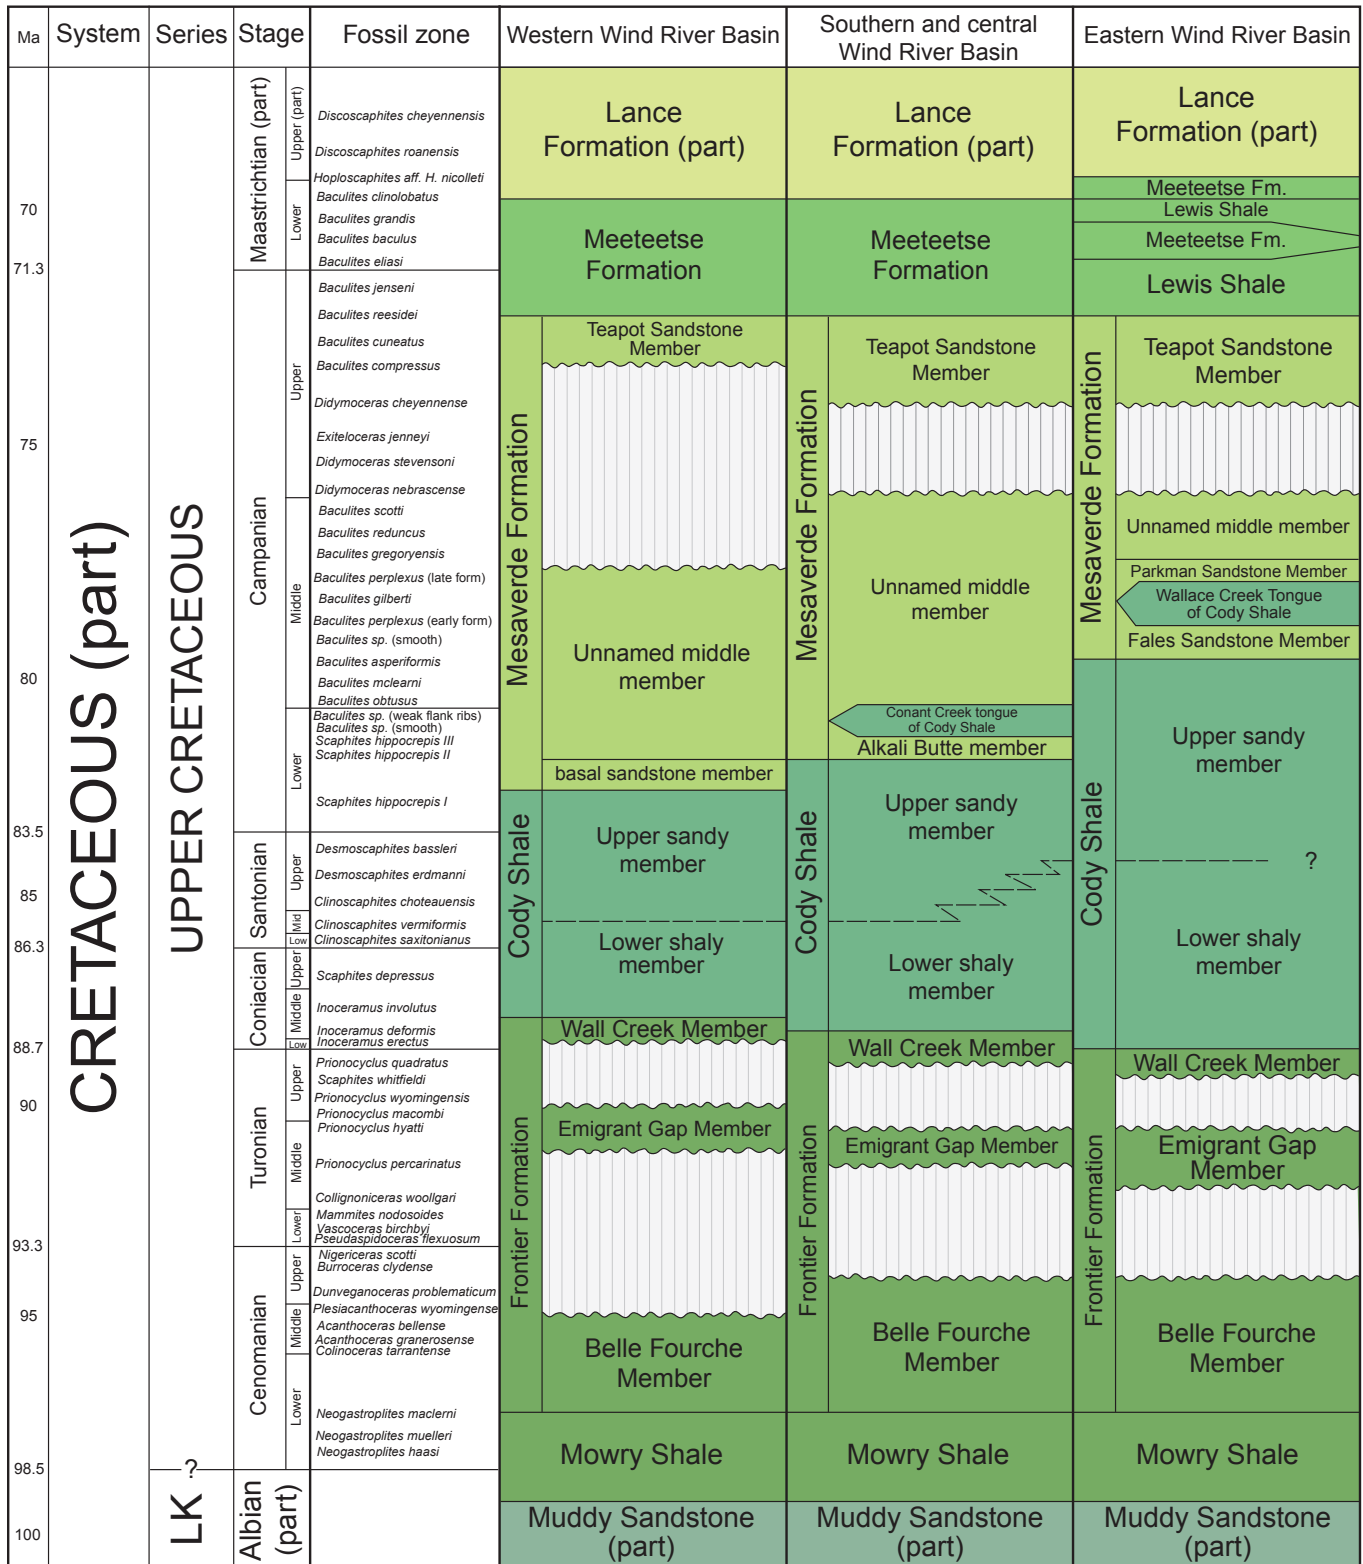 Ma
System
Series
Stage
Fossil zone
Western Wind River Basin
Southern and central
Wind River Basin
Eastern Wind River Basin
70
71.3
75
80
83.5
85
86.3
88.7
90
93.3
95
98.5
100
CRETACEOUS (part)
UPPER CRETACEOUS
?
LK
Maastrichtian (part)
Upper (part)
Lower
Campanian
Upper
Middle
Lower
Santonian
Upper
Mid
Low
Coniacian
Upper
Middle
Low
Turonian
Upper
Middle
Lower
Cenomanian
Upper
Middle
Lower
Albian
(part)
Discoscaphites cheyennensis
Discoscaphites roanensis
Hoploscaphites aff. H. nicolleti
Baculites clinolobatus
Baculites grandis
Baculites baculus
Baculites eliasi
Baculites jenseni
Baculites reesidei
Baculites cuneatus
Baculites compressus
Didymoceras cheyennense
Exiteloceras jenneyi
Didymoceras stevensoni
Didymoceras nebrascense
Baculites scotti
Baculites reduncus
Baculites gregoryensis
Baculites perplexus (late form)
Baculites gilberti
Baculites perplexus (early form)
Baculites sp. (smooth)
Baculites asperiformis
Baculites mclearni
Baculites obtusus
Baculites sp. (weak flank ribs)
Baculites sp. (smooth)
Scaphites hippocrepis III
Scaphites hippocrepis II
Scaphites hippocrepis I
Desmoscaphites bassleri
Desmoscaphites erdmanni
Clinoscaphites choteauensis
Clinoscaphites vermiformis
Clinoscaphites saxitonianus
Scaphites depressus
Inoceramus involutus
Inoceramus deformis
Inoceramus erectus
Prionocyclus quadratus
Scaphites whitfieldi
Prionocyclus wyomingensis
Prionocyclus macombi
Prionocyclus hyatti
Prionocyclus percarinatus
Collignoniceras woollgari
Mammites nodosoides
Vascoceras birchbyi
Pseudaspidoceras flexuosum
Nigericeras scotti
Burroceras clydense
Dunveganoceras problematicum
Plesiacanthoceras wyomingense
Acanthoceras bellense
Acanthoceras granerosense
Colinoceras tarrantense
Neogastroplites maclerni
Neogastroplites muelleri
Neogastroplites haasi
Lance
Formation (part)
Meeteetse
Formation
Mesaverde Formation
Teapot Sandstone
Member
Unnamed middle
member
basal sandstone member
Cody Shale
Upper sandy
member
Lower shaly
member
Frontier Formation
Wall Creek Member
Emigrant Gap Member
Belle Fourche
Member
Mowry Shale
Muddy Sandstone
(part)
Lance
Formation (part)
Meeteetse
Formation
Mesaverde Formation
Teapot Sandstone
Member
Unnamed middle
member
Conant Creek tongue
of Cody Shale
Alkali Butte member
Cody Shale
Upper sandy
member
Lower shaly
member
Frontier Formation
Wall Creek Member
Emigrant Gap Member
Belle Fourche
Member
Mowry Shale
Muddy Sandstone
(part)
Lance
Formation (part)
Meeteetse Fm.
Lewis Shale
Meeteetse Fm.
Lewis Shale
Mesaverde Formation
Teapot Sandstone
Member
Unnamed middle member
Parkman Sandstone Member
Wallace Creek Tongue
of Cody Shale
Fales Sandstone Member
Cody Shale
Upper sandy
member
?
Lower shaly
member
Frontier Formation
Wall Creek Member
Emigrant Gap
Member
Belle Fourche
Member
Mowry Shale
Muddy Sandstone
(part)